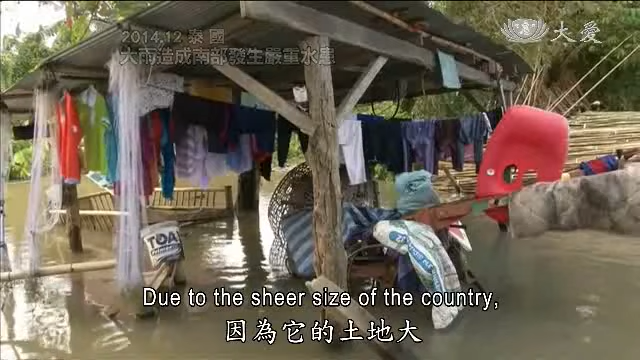 2014.12 泰國
大雨造成南部發生嚴重水患
大愛
TOA
Due to the sheer size of the country,
因為它的土地大